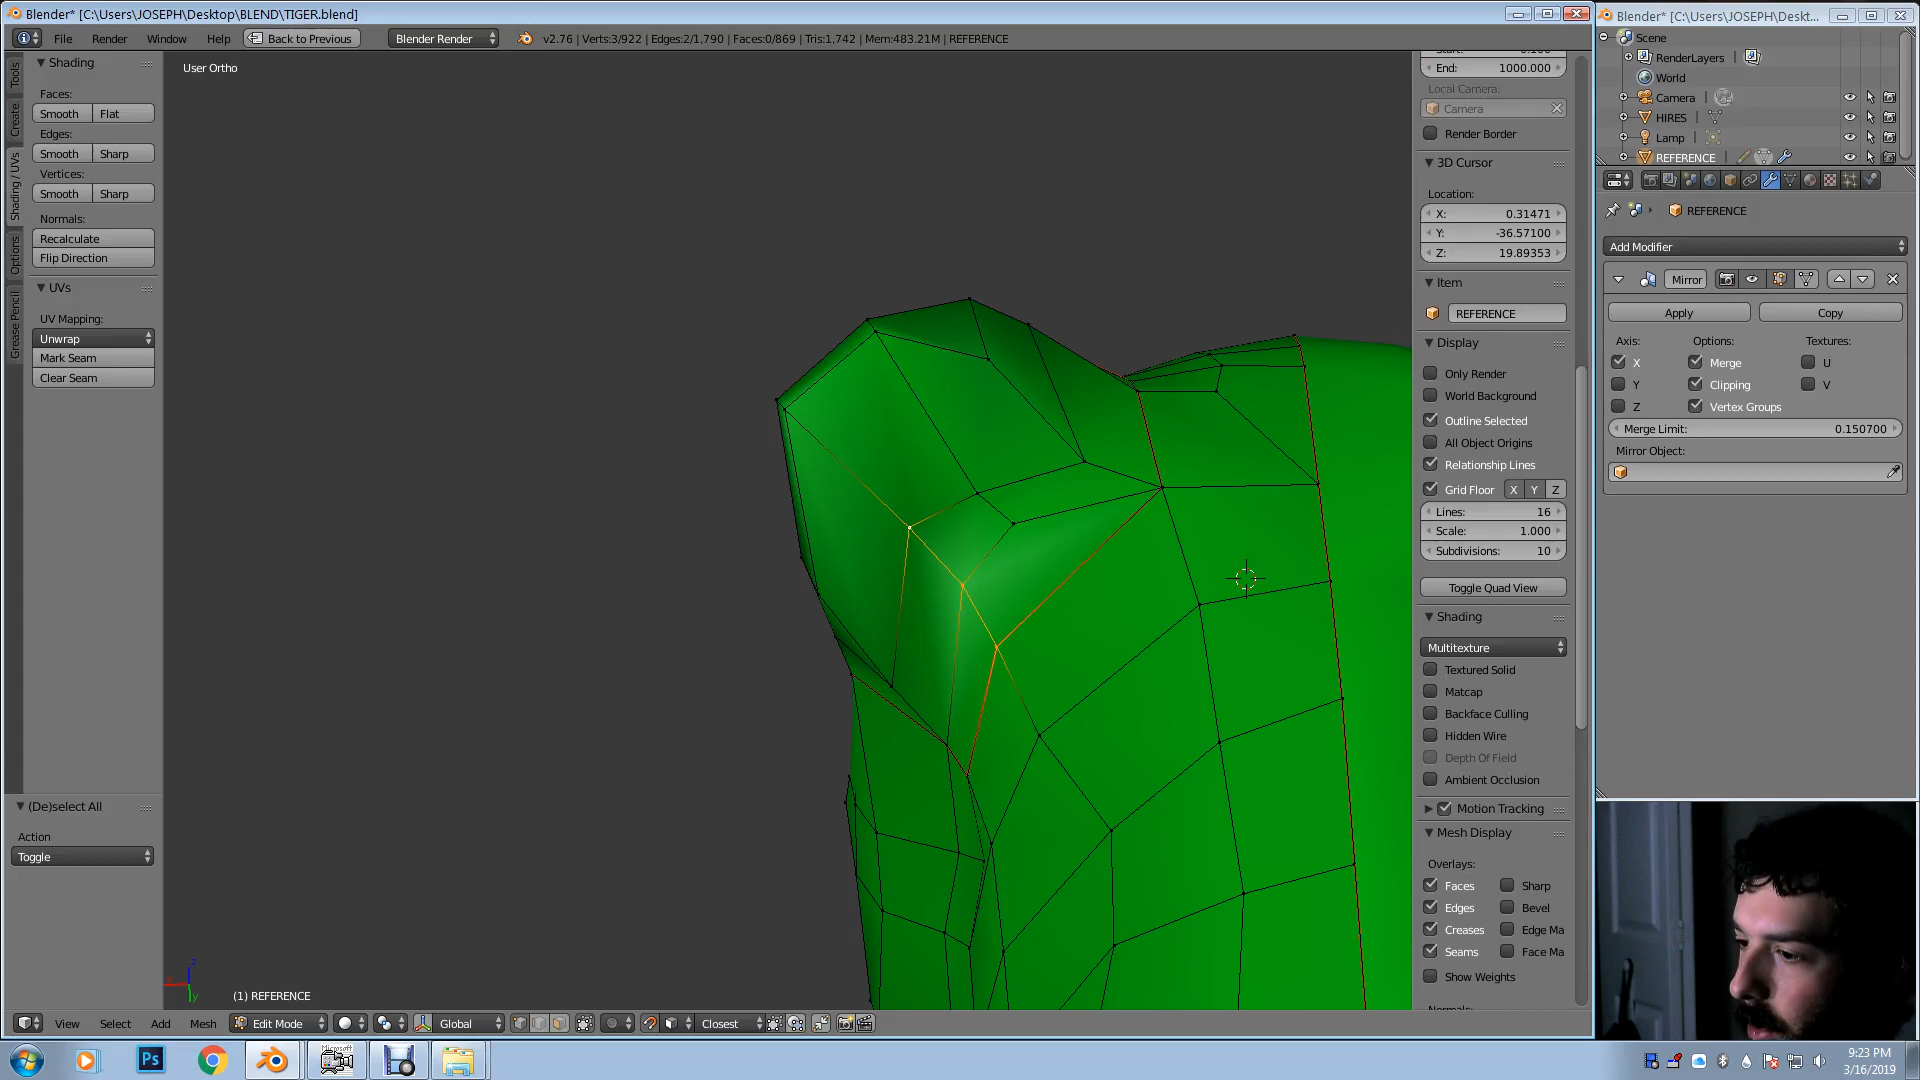 Blender* [C:\Users\JOSEPH\Desktop\BLEND\TIGER.blend]
File Render Window Help Back to Previous Blender Render v2.76 | Verts:3/922 | Edges:2/1,790 | Faces:0/869 | Tris:1,742 | Mem:483.21M | REFERENCE
Tools
Create
Shading / UVs
Options
Grease Pencil
Shading
Faces:
Smooth Flat
Edges:
Smooth Sharp
Vertices:
Smooth Sharp
Normals:
Recalculate
Flip Direction
UVs
UV Mapping:
Unwrap
Mark Seam
Clear Seam
(De)select All
Action
Toggle
User Ortho
z
x
y
(1) REFERENCE
View Select Add Mesh Edit Mode Global Closest
End: 1000.000
Local Camera:
Camera
Render Border
3D Cursor
Location:
X: 0.31471
Y: -36.57100
Z: 19.89353
Item
REFERENCE
Display
Only Render
World Background
Outline Selected
All Object Origins
Relationship Lines
Grid Floor X Y Z
Lines: 16
Scale: 1.000
Subdivisions: 10
Toggle Quad View
Shading
Multitexture
Textured Solid
Matcap
Backface Culling
Hidden Wire
Depth Of Field
Ambient Occlusion
Motion Tracking
Mesh Display
Overlays:
Faces Sharp
Edges Bevel
Creases Edge Ma
Seams Face Ma
Show Weights
Blender* [C:\Users\JOSEPH\Deskt...
Scene
RenderLayers
World
Camera
HIRES
Lamp
REFERENCE
REFERENCE
Add Modifier
Mirror
Apply Copy
Axis: Options: Textures:
X Merge U
Y Clipping V
Z Vertex Groups
Merge Limit: 0.150700
Mirror Object:
Ps
Microsoft
9:23 PM
3/16/2019